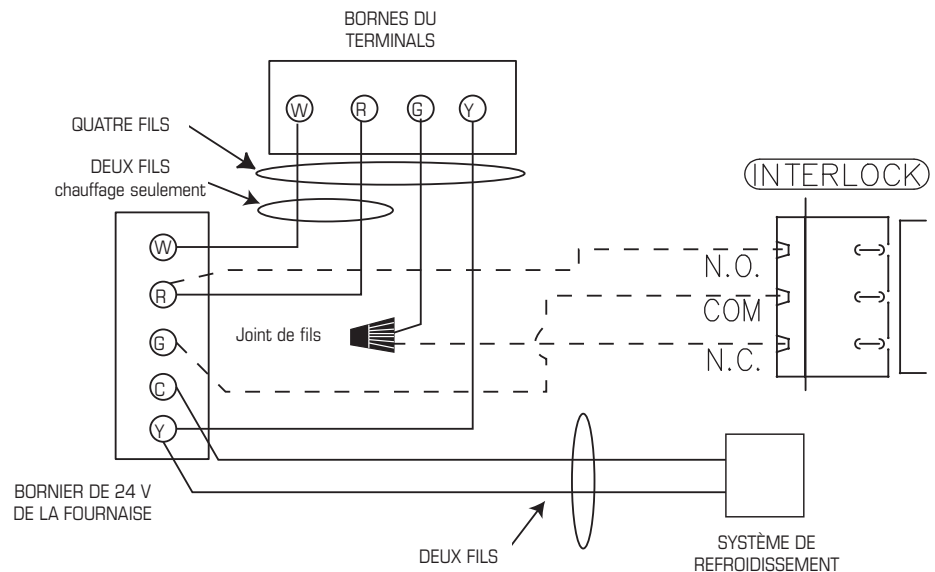 BORNES DU
TERMINALS
W
R
G
Y
QUATRE FILS
DEUX FILS
chauffage seulement
INTERLOCK
W
R
G
C
Y
Joint de fils
N.O.
COM
N.C.
BORNIER DE 24 V
DE LA FOURNAISE
DEUX FILS
SYSTÈME DE
REFROIDISSEMENT